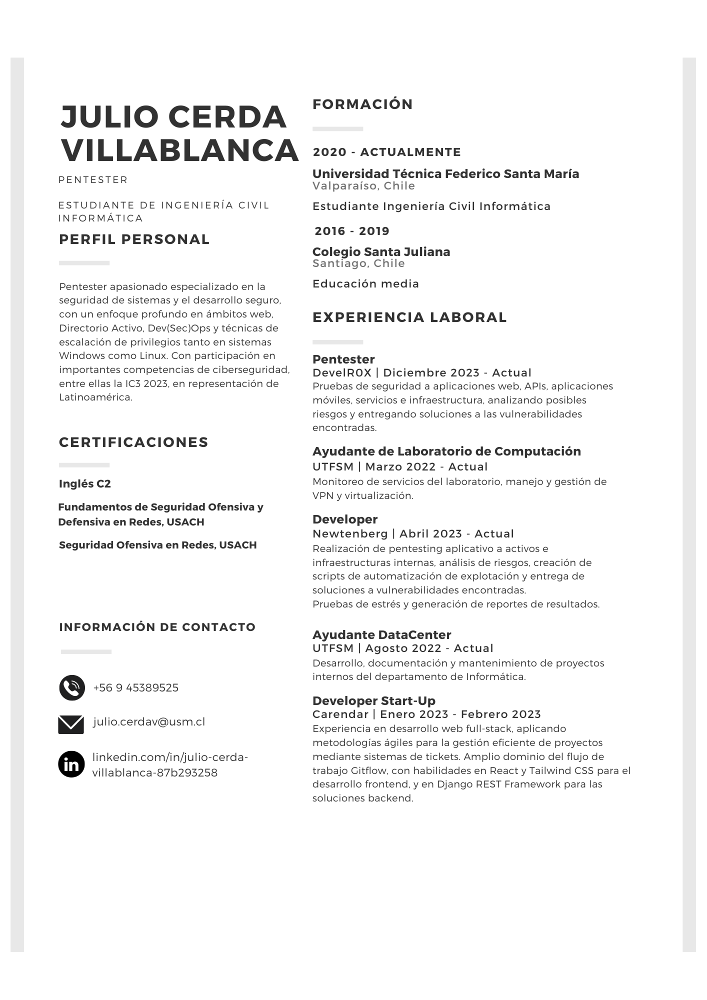 JULIO CERDA
VILLABLANCA
PENTESTER
ESTUDIANTE DE INGENIERÍA CIVIL
INFORMÁTICA
PERFIL PERSONAL
Pentester apasionado especializado en la
seguridad de sistemas y el desarrollo seguro,
con un enfoque profundo en ámbitos web,
Directorio Activo, Dev(Sec)Ops y técnicas de
escalación de privilegios tanto en sistemas
Windows como Linux. Con participación en
importantes competencias de ciberseguridad,
entre ellas la IC3 2023, en representación de
Latinoamérica.
CERTIFICACIONES
Inglés C2
Fundamentos de Seguridad Ofensiva y
Defensiva en Redes, USACH
Seguridad Ofensiva en Redes, USACH
INFORMACIÓN DE CONTACTO
+56 9 45389525
julio.cerdav@usm.cl
in
linkedin.com/in/julio-cerda-
villablanca-87b293258
FORMACIÓN
2020 - ACTUALMENTE
Universidad Técnica Federico Santa María
Valparaíso, Chile
Estudiante Ingeniería Civil Informática
2016 - 2019
Colegio Santa Juliana
Santiago, Chile
Educación media
EXPERIENCIA LABORAL
Pentester
DevelR0X | Diciembre 2023 - Actual
Pruebas de seguridad a aplicaciones web, APIs, aplicaciones
móviles, servicios e infraestructura, analizando posibles
riesgos y entregando soluciones a las vulnerabilidades
encontradas.
Ayudante de Laboratorio de Computación
UTFSM | Marzo 2022 - Actual
Monitoreo de servicios del laboratorio, manejo y gestión de
VPN y virtualización.
Developer
Newtenberg | Abril 2023 - Actual
Realización de pentesting aplicativo a activos e
infraestructuras internas, análisis de riesgos, creación de
scripts de automatización de explotación y entrega de
soluciones a vulnerabilidades encontradas.
Pruebas de estrés y generación de reportes de resultados.
Ayudante DataCenter
UTFSM | Agosto 2022 - Actual
Desarrollo, documentación y mantenimiento de proyectos
internos del departamento de Informática.
Developer Start-Up
Carendar | Enero 2023 - Febrero 2023
Experiencia en desarrollo web full-stack, aplicando
metodologías ágiles para la gestión eficiente de proyectos
mediante sistemas de tickets. Amplio dominio del flujo de
trabajo Gitflow, con habilidades en React y Tailwind CSS para el
desarrollo frontend, y en Django REST Framework para las
soluciones backend.